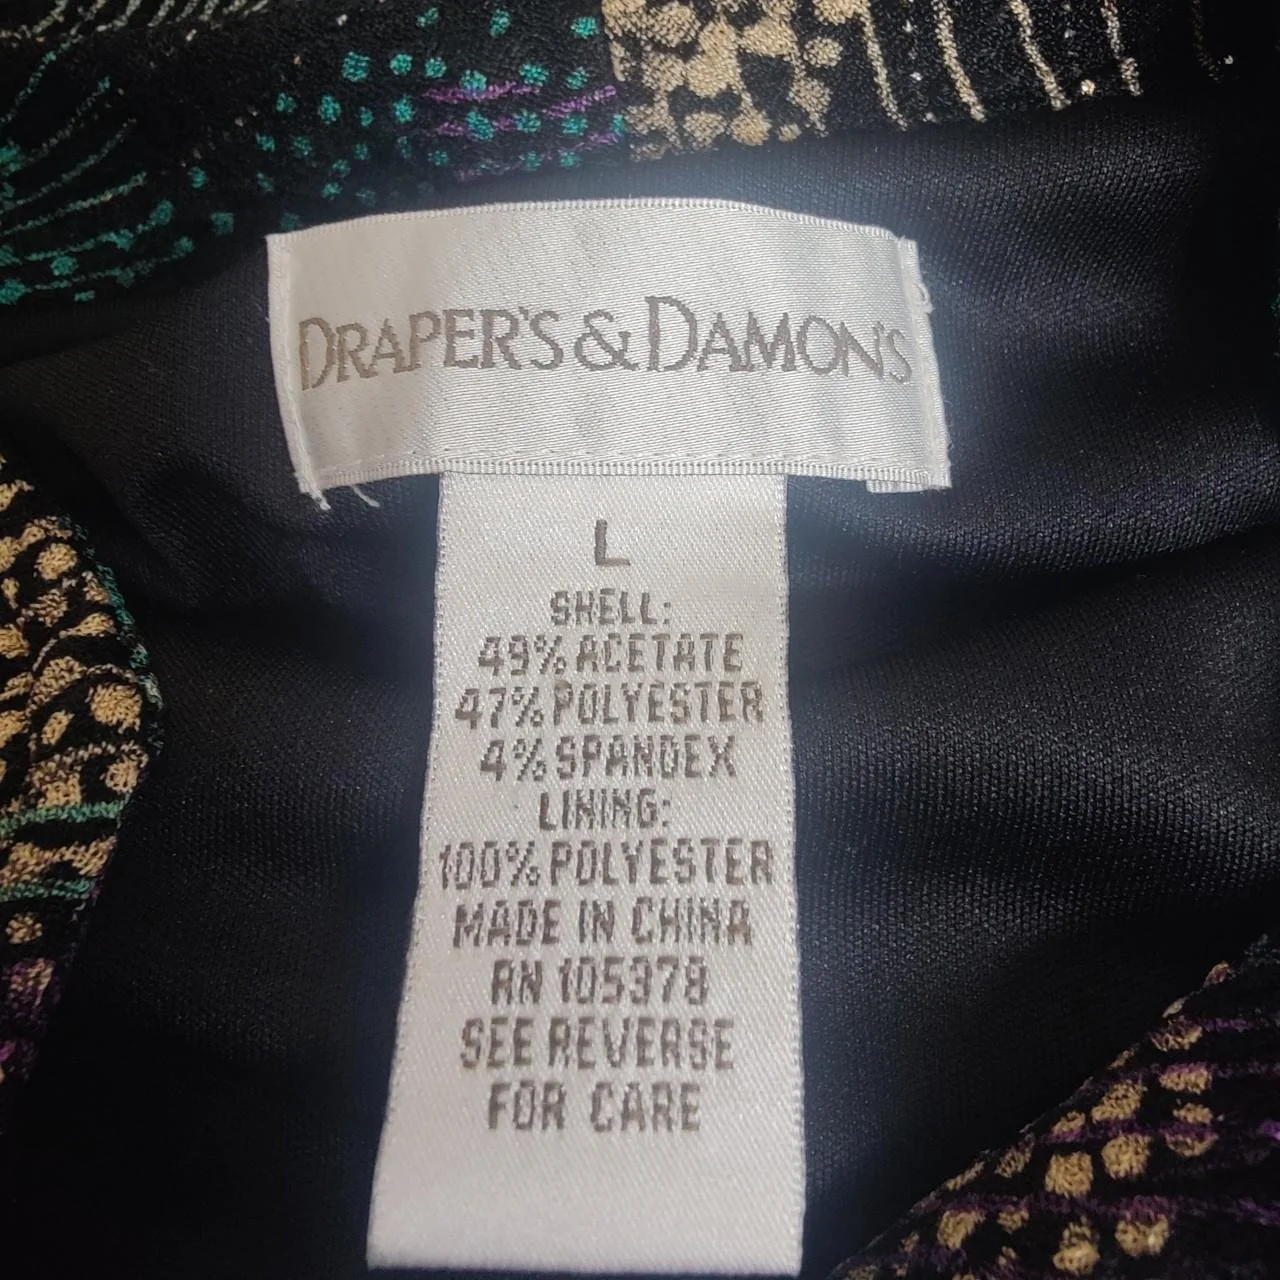 DRAPER'S & DAMON'S
L
SHELL:
49% ACETATE
47% POLYESTER
4% SPANDEX
LINING:
100% POLYESTER
MADE IN CHINA
RN 105378
SEE REVERSE
FOR CARE